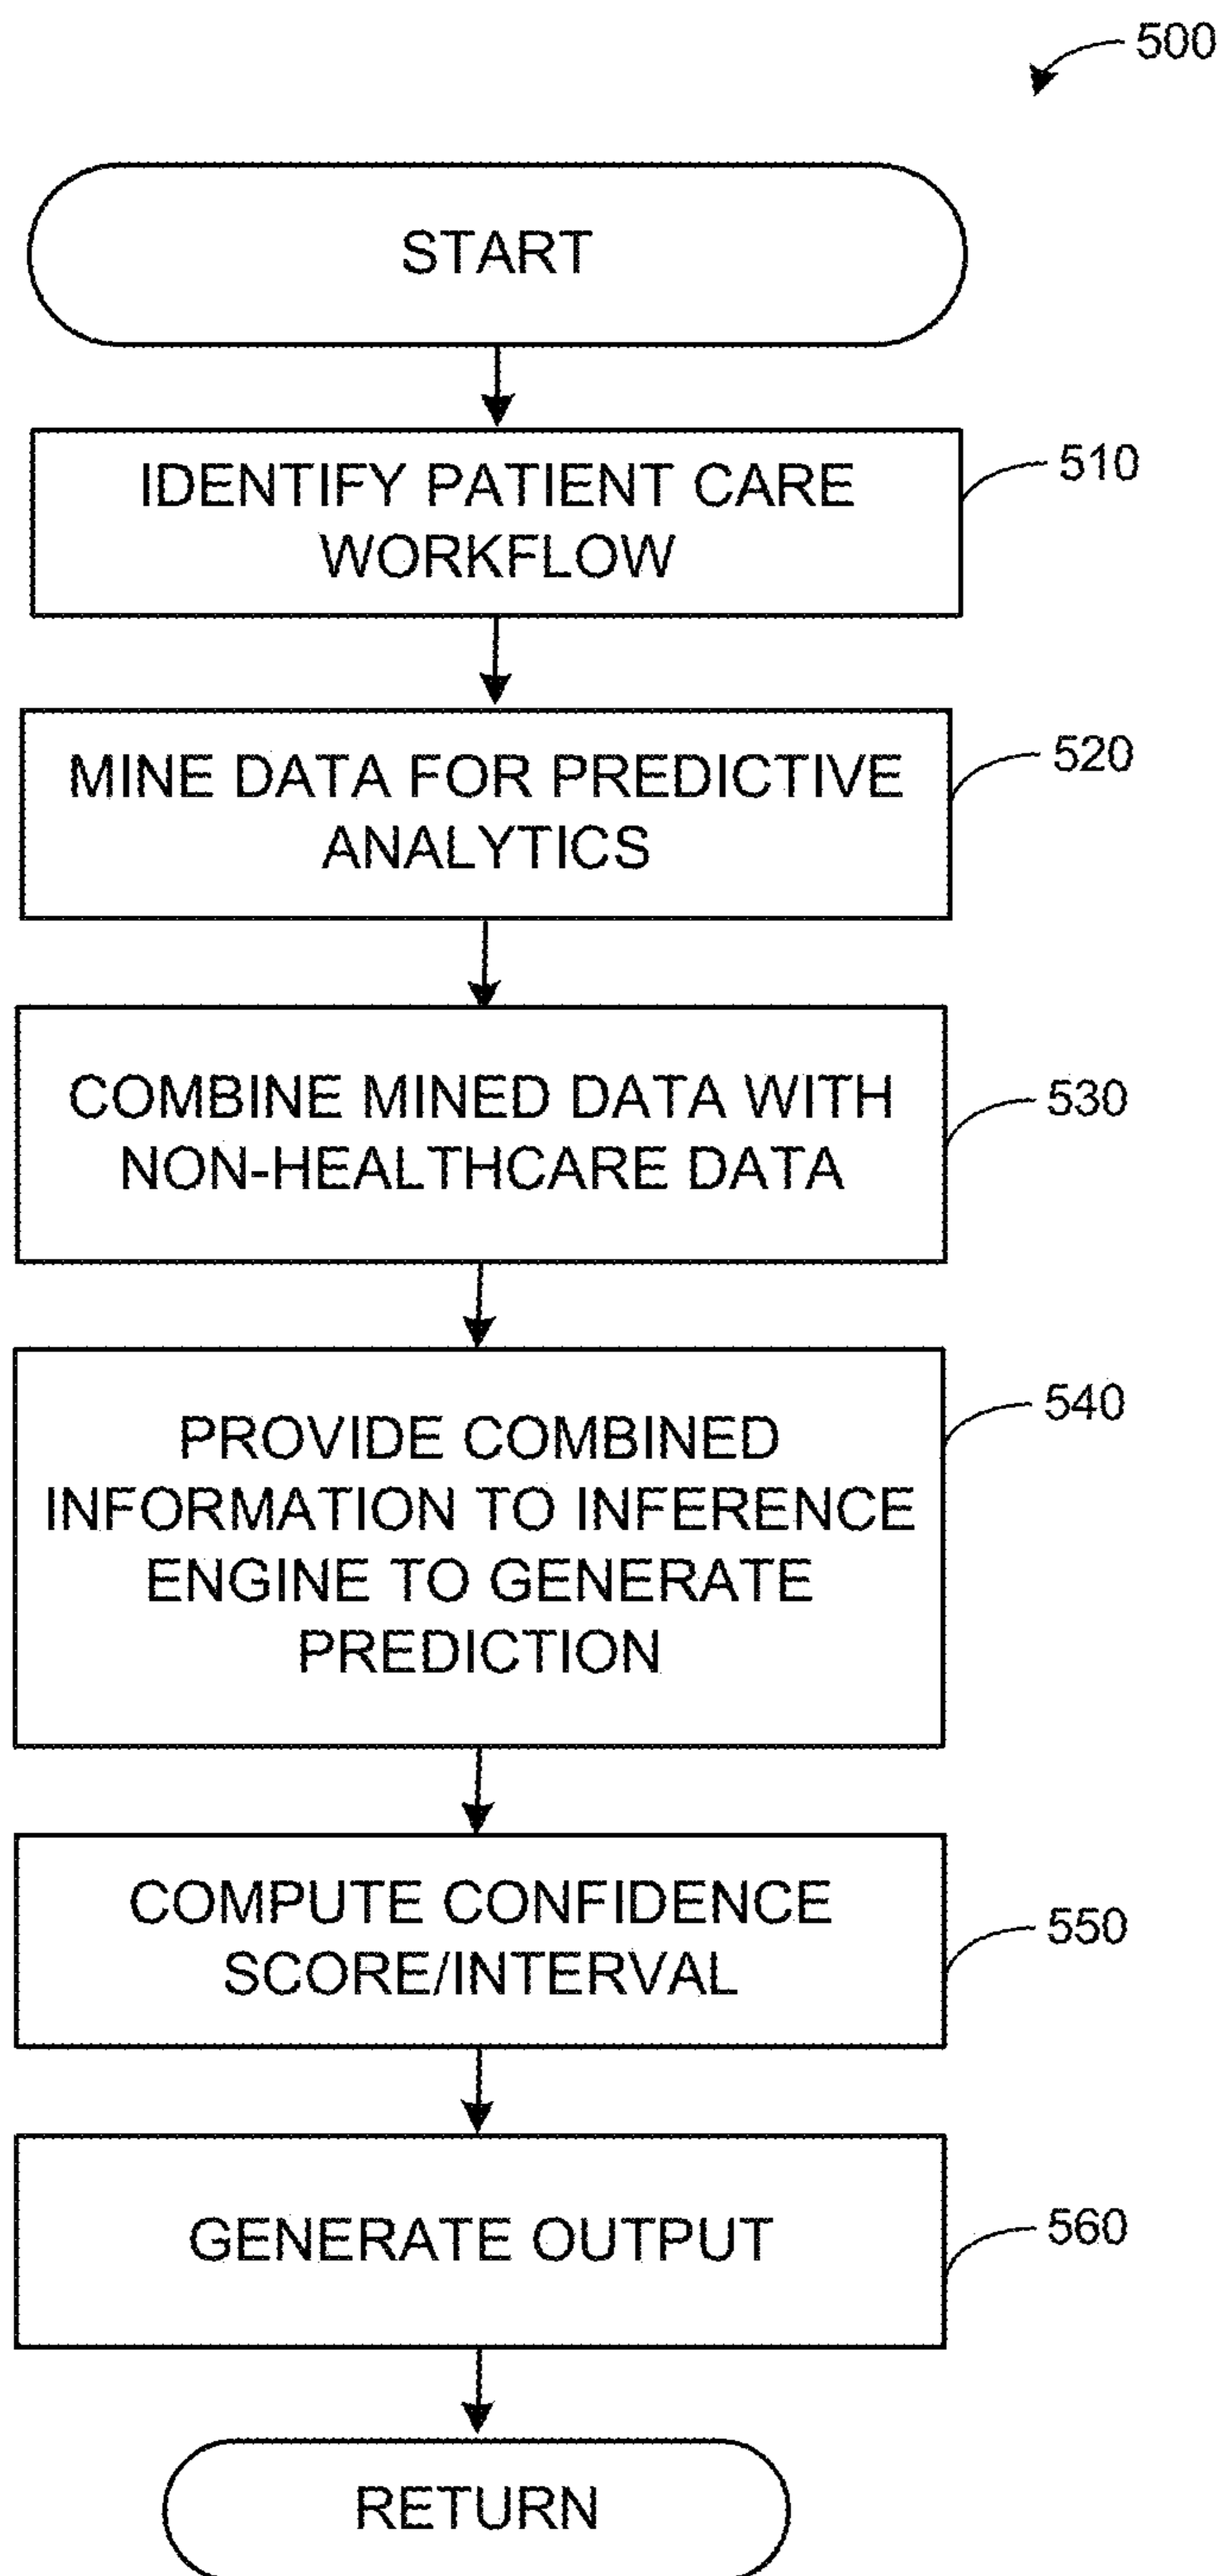 500
START
IDENTIFY PATIENT CARE
WORKFLOW
510
MINE DATA FOR PREDICTIVE
ANALYTICS
520
COMBINE MINED DATA WITH
NON-HEALTHCARE DATA
530
PROVIDE COMBINED
INFORMATION TO INFERENCE
ENGINE TO GENERATE
PREDICTION
540
COMPUTE CONFIDENCE
SCORE/INTERVAL
550
GENERATE OUTPUT
560
RETURN